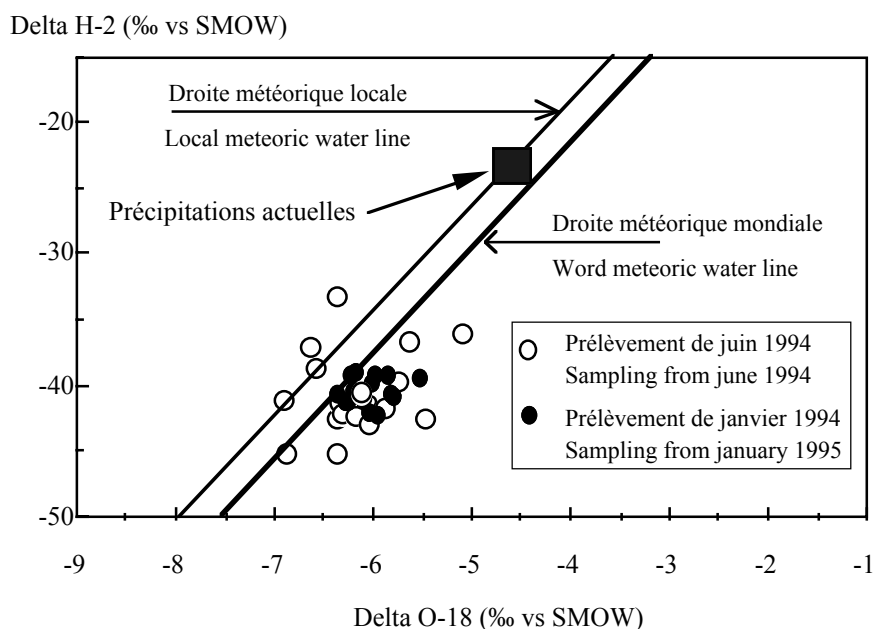 Delta H-2 (‰ vs SMOW)
Droite météorique locale
-20
Local meteoric water line
Précipitations actuelles
Droite météorique mondiale
-30
Word meteoric water line
Prélèvement de juin 1994
Sampling from june 1994
-40
Prélèvement de janvier 1994
Sampling from january 1995
-50
-9 -8 -7 -6 -5 -4 -3 -2 -1
Delta O-18 (‰ vs SMOW)